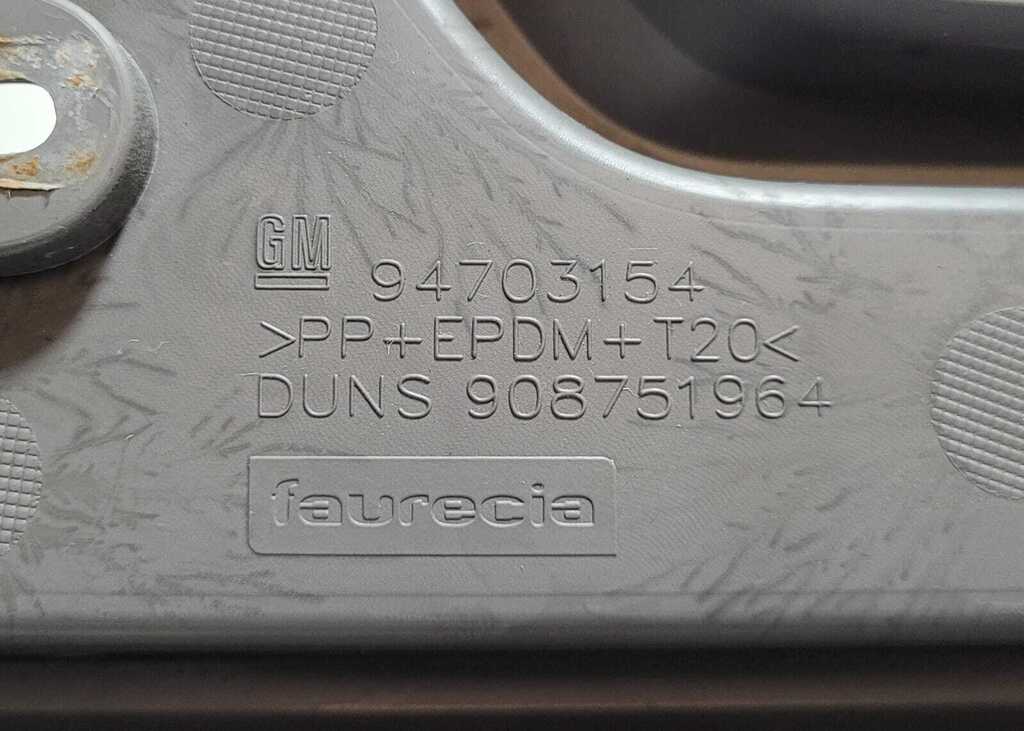 GM 94703154
>PP+EPDM+T20<
DUNS 908751964
faurecia